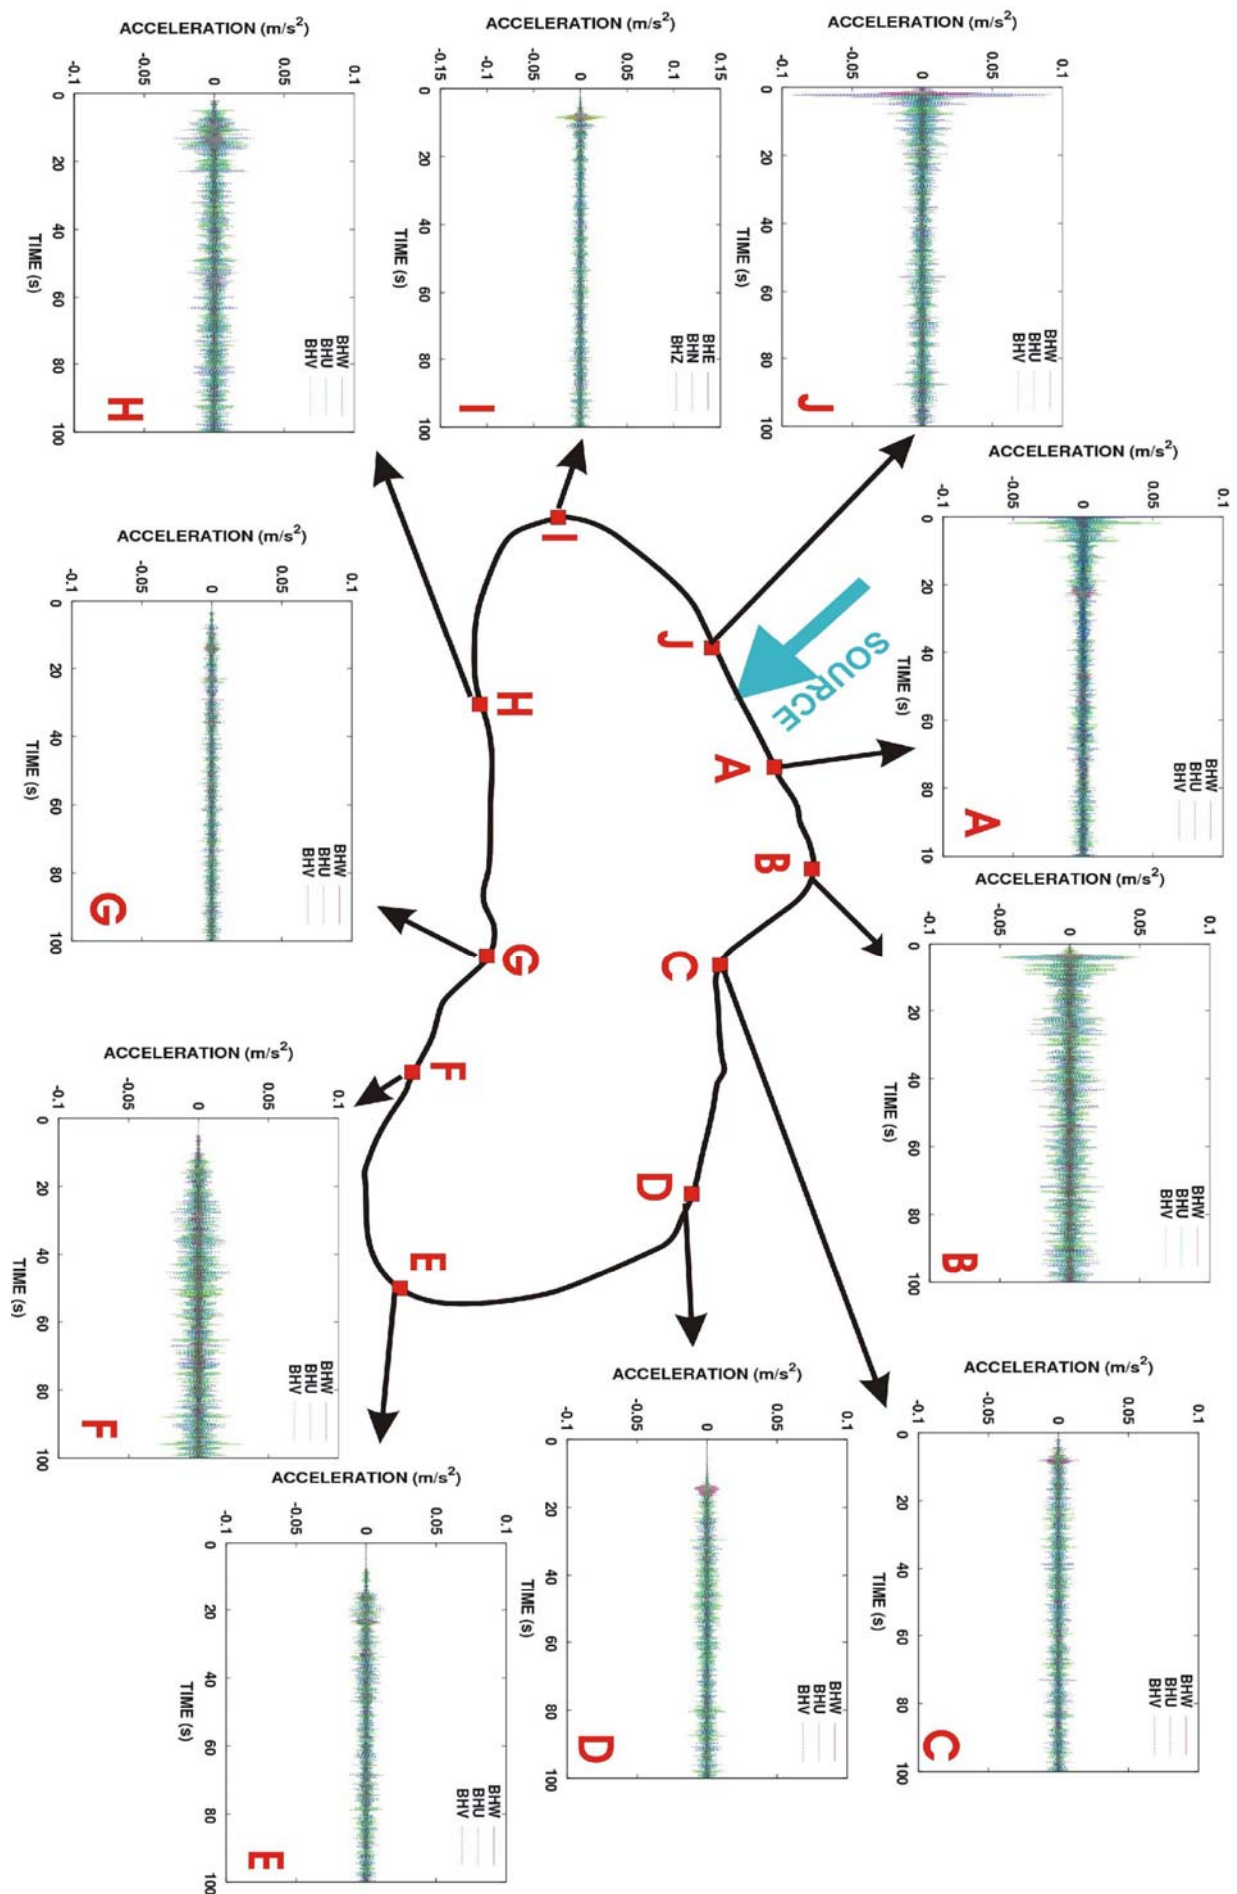 ACCELERATION (m/s²)
-0.1
-0.05
0
0.05
0.1
0
20
40
60
80
100
TIME (s)
BHW
BHU
BHV
H
ACCELERATION (m/s²)
-0.15
-0.1
-0.05
0
0.05
0.1
0.15
0
20
40
60
80
100
TIME (s)
BHE
BHN
BHZ
I
ACCELERATION (m/s²)
-0.1
-0.05
0
0.05
0.1
0
20
40
60
80
100
TIME (s)
BHW
BHU
BHV
J
ACCELERATION (m/s²)
-0.1
-0.05
0
0.05
0.1
0
20
40
60
80
10
TIME (s)
BHW
BHU
BHV
A
ACCELERATION (m/s²)
-0.1
-0.05
0
0.05
0.1
0
20
40
60
80
100
TIME (s)
BHW
BHU
BHV
G
SOURCE
I
J
H
A
B
C
G
F
D
E
ACCELERATION (m/s²)
-0.1
-0.05
0
0.05
0.1
0
20
40
60
80
100
TIME (s)
BHW
BHU
BHV
B
ACCELERATION (m/s²)
-0.1
-0.05
0
0.05
0.1
0
20
40
60
80
100
TIME (s)
BHW
BHU
BHV
F
ACCELERATION (m/s²)
-0.1
-0.05
0
0.05
0.1
0
20
40
60
80
100
TIME (s)
BHW
BHU
BHV
E
ACCELERATION (m/s²)
-0.1
-0.05
0
0.05
0.1
0
20
40
60
80
100
TIME (s)
BHW
BHU
BHV
D
ACCELERATION (m/s²)
-0.1
-0.05
0
0.05
0.1
0
20
40
60
80
100
TIME (s)
BHW
BHU
BHV
C